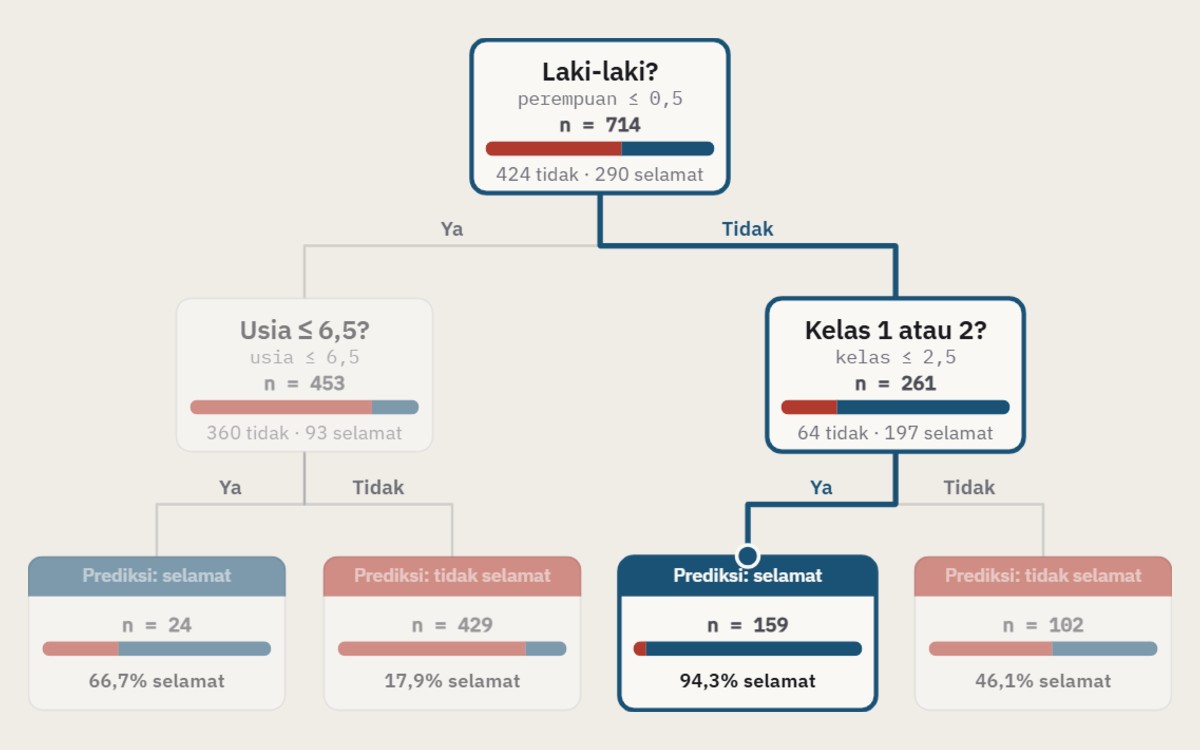 Laki-laki?
perempuan ≤ 0,5
n = 714
424 tidak · 290 selamat
Ya
Tidak
Usia ≤ 6,5?
usia ≤ 6,5
n = 453
360 tidak · 93 selamat
Kelas 1 atau 2?
kelas ≤ 2,5
n = 261
64 tidak · 197 selamat
Ya
Tidak
Ya
Tidak
Prediksi: selamat
n = 24
66,7% selamat
Prediksi: tidak selamat
n = 429
17,9% selamat
Prediksi: selamat
n = 159
94,3% selamat
Prediksi: tidak selamat
n = 102
46,1% selamat